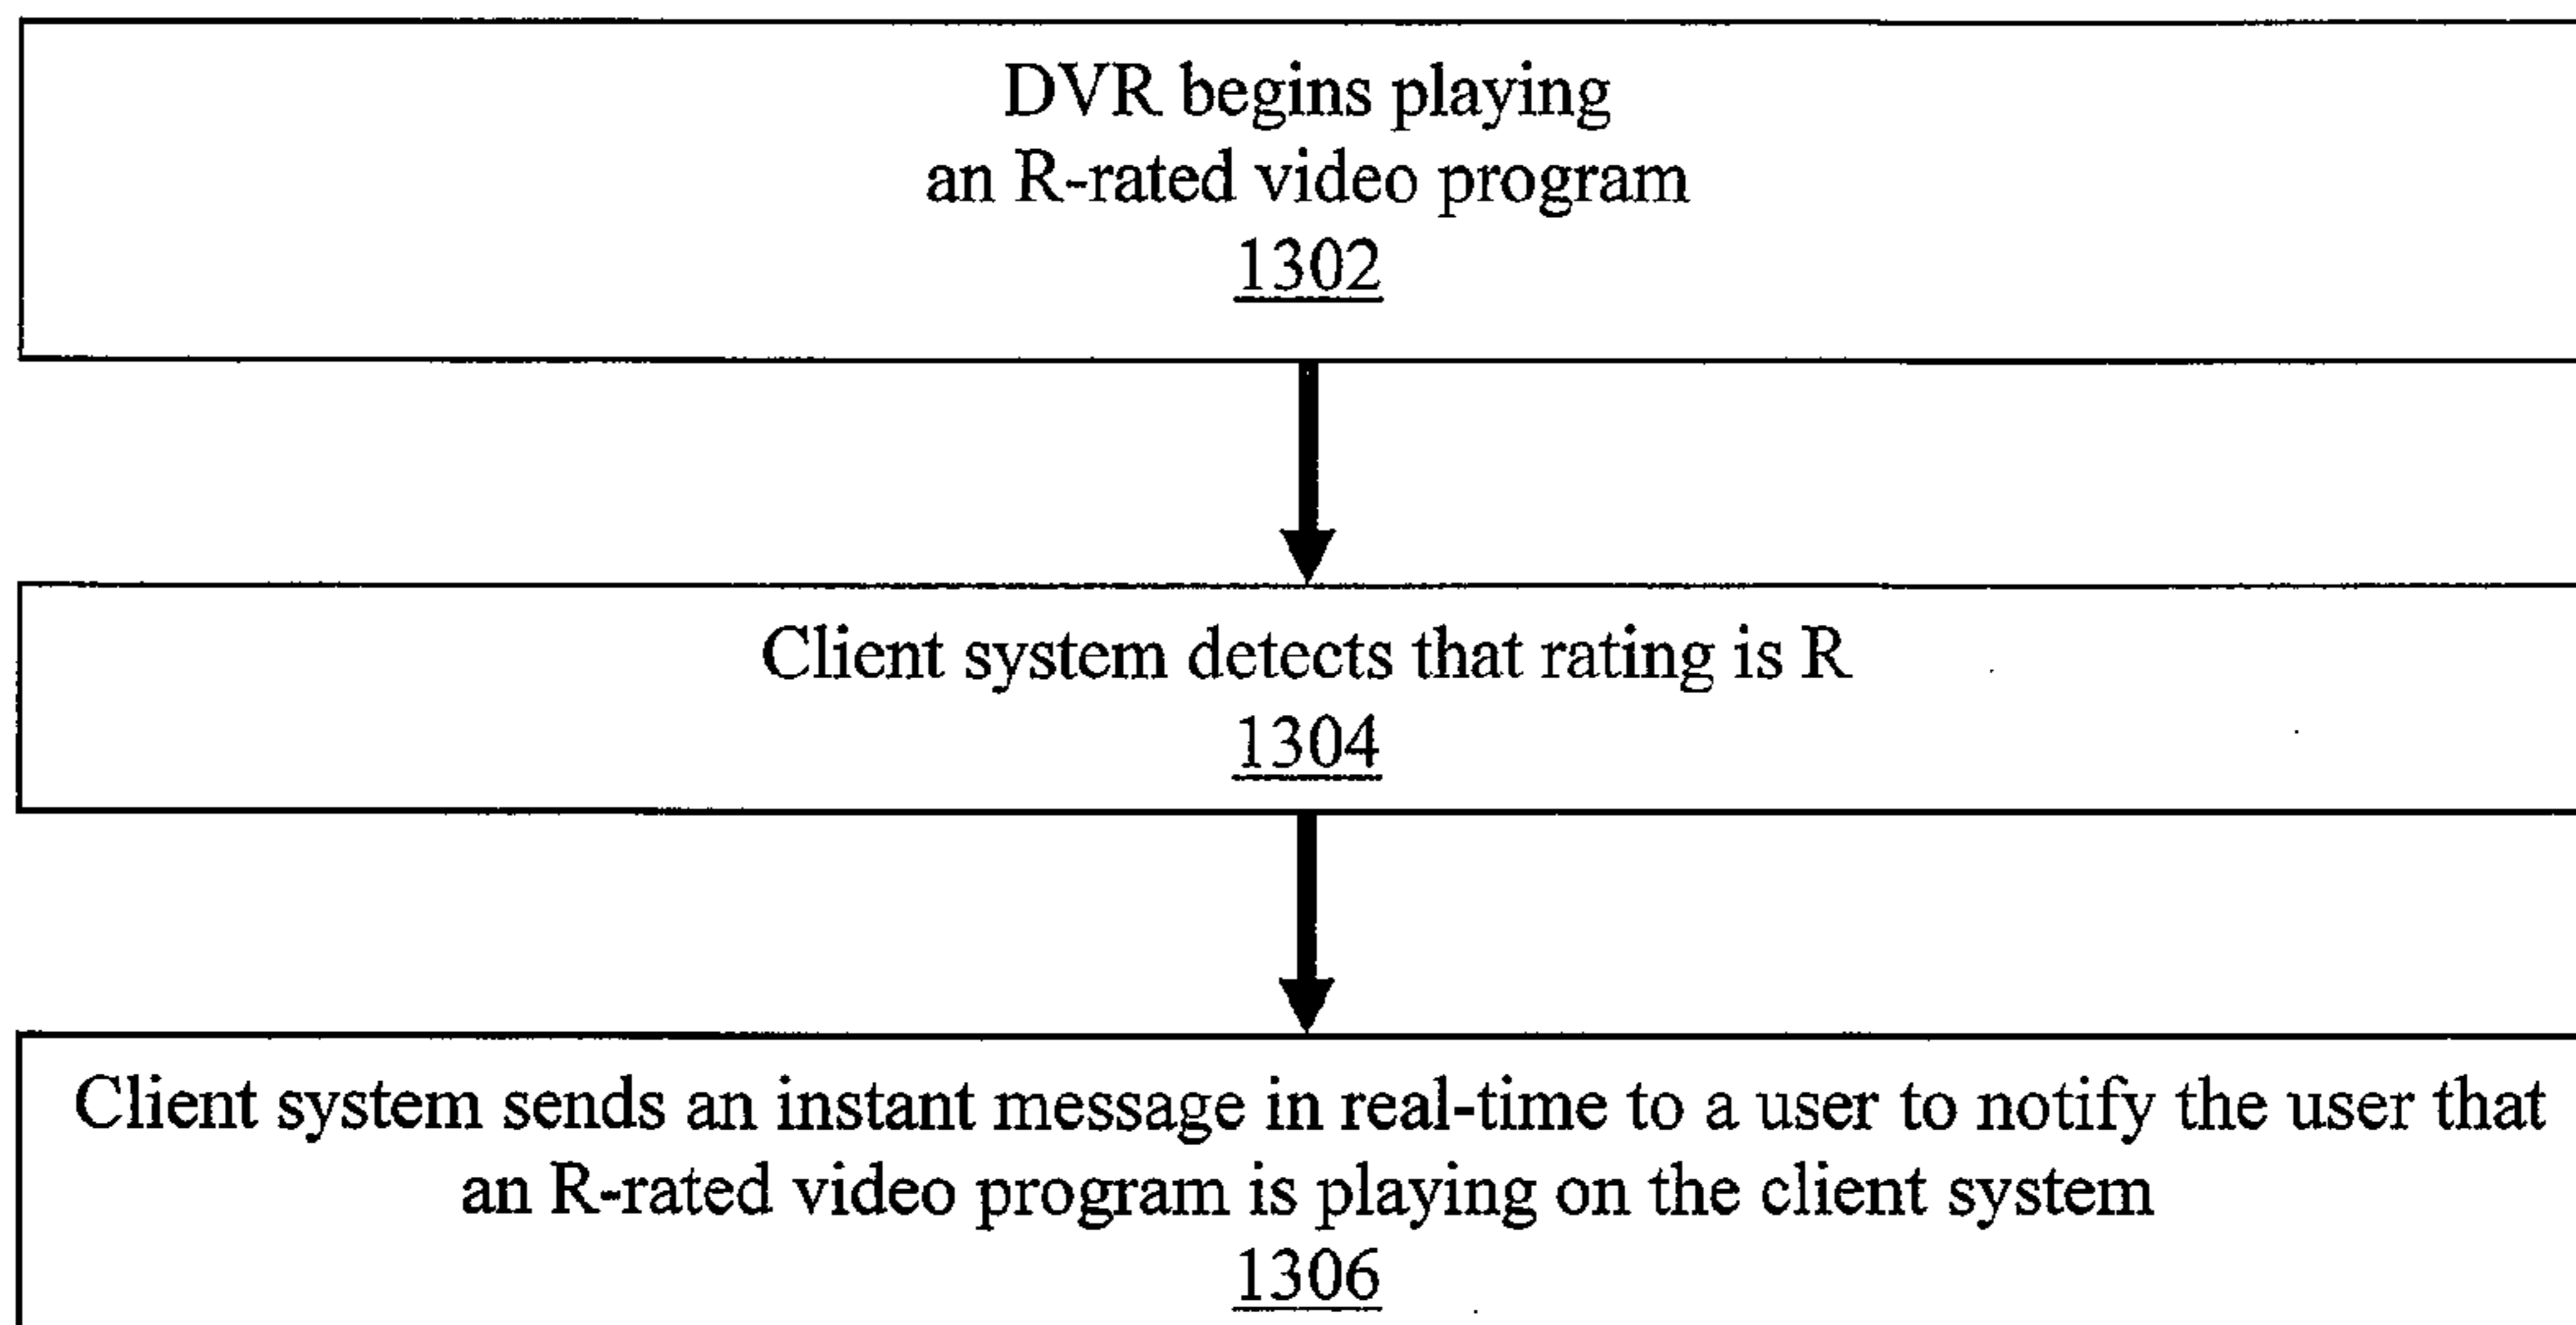 DVR begins playing
an R-rated video program
1302
Client system detects that rating is R
1304
Client system sends an instant message in real-time to a user to notify the user that
an R-rated video program is playing on the client system
1306